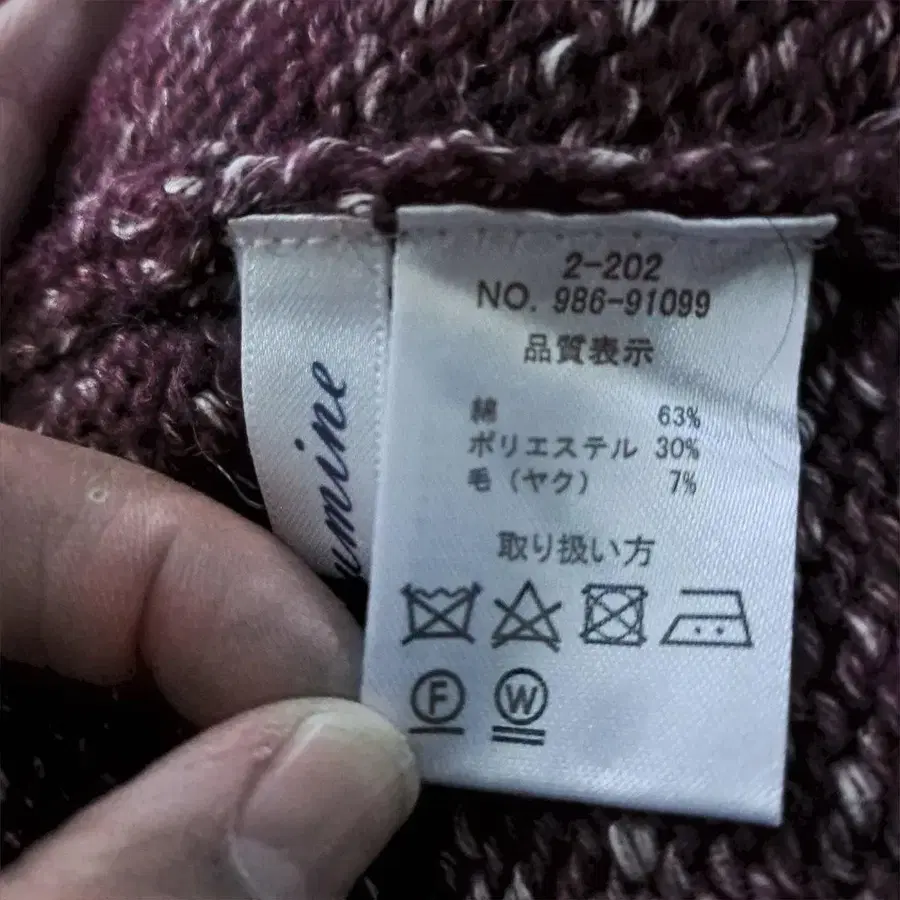 2-202
NO. 986-91099
品質表示
綿 63%
ポリエステル 30%
毛（ヤク） 7%
取り扱い方
F W